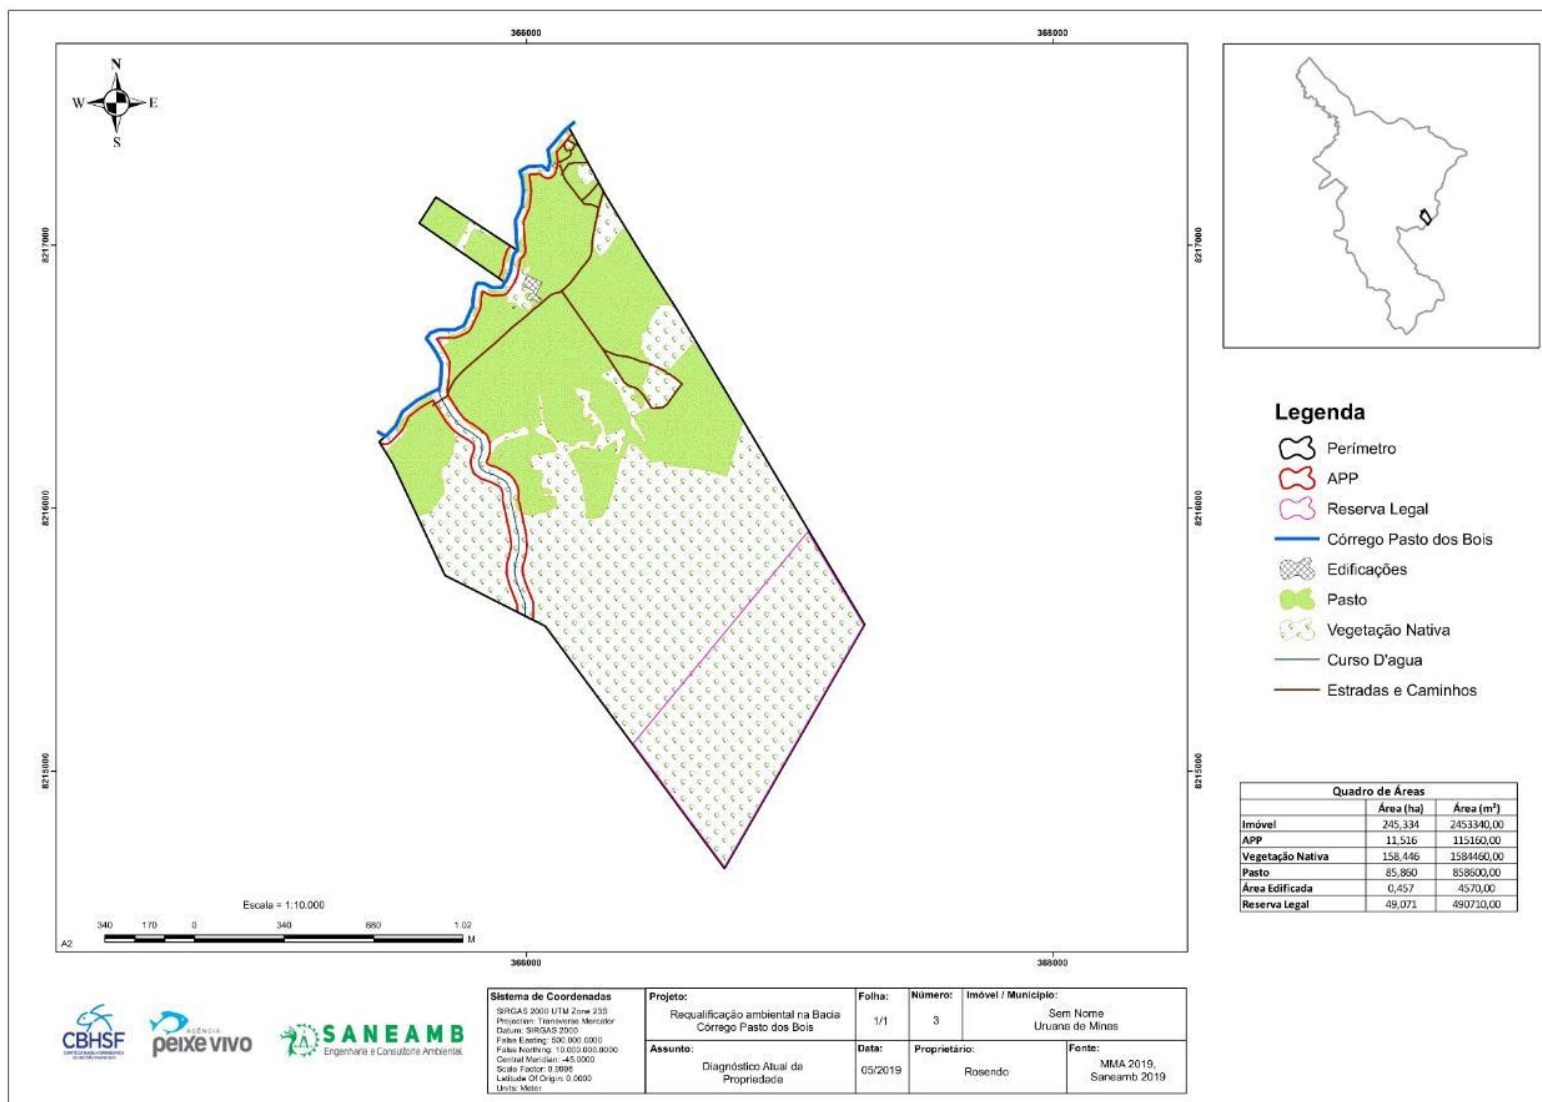 366000
368000
N
W
E
S
8217000
8217000
8216000
8216000
8215000
8215000
Legenda
Perímetro
APP
Reserva Legal
Córrego Pasto dos Bois
Edificações
Pasto
Vegetação Nativa
Curso D'agua
Estradas e Caminhos
Quadro de Áreas
Área (ha) Área (m²)
Imóvel 245,334 2453340,00
APP 11,516 115160,00
Vegetação Nativa 158,446 1584460,00
Pasto 85,860 858600,00
Área Edificada 0,457 4570,00
Reserva Legal 49,071 490710,00
Escala = 1:10.000
340 170 0 340 680 1.02
M
A2
366000
368000
CBHSF
AGÊNCIA
peixe vivo
SANEAMB
Engenharia e Consultoria Ambiental
Sistema de Coordenadas
SIRGAS 2000 UTM Zone 23S
Projection: Transverse Mercator
Datum: SIRGAS 2000
False Easting: 500.000.0000
False Northing: 10.000.000.0000
Central Meridian: -45.0000
Scale Factor: 0.9996
Latitude Of Origin: 0.0000
Units: Meter
Projeto:
Requalificação ambiental na Bacia
Córrego Pasto dos Bois
Folha:
1/1
Número:
3
Imóvel / Município:
Sem Nome
Uruana de Minas
Assunto:
Diagnóstico Atual da
Propriedade
Data:
05/2019
Proprietário:
Rosendo
Fonte:
MMA 2019,
Saneamb 2019